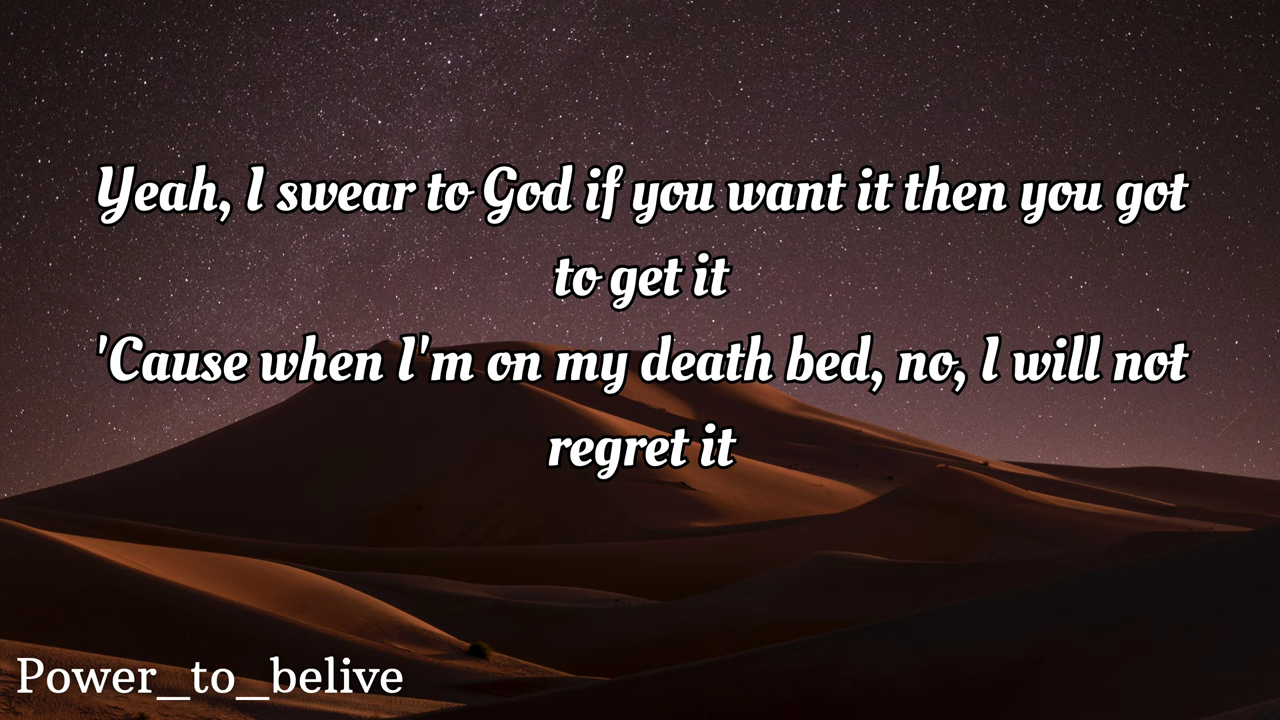 Yeah, I swear to God if you want it then you got
to get it
'Cause when I'm on my death bed, no, I will not
regret it
Power_to_belive